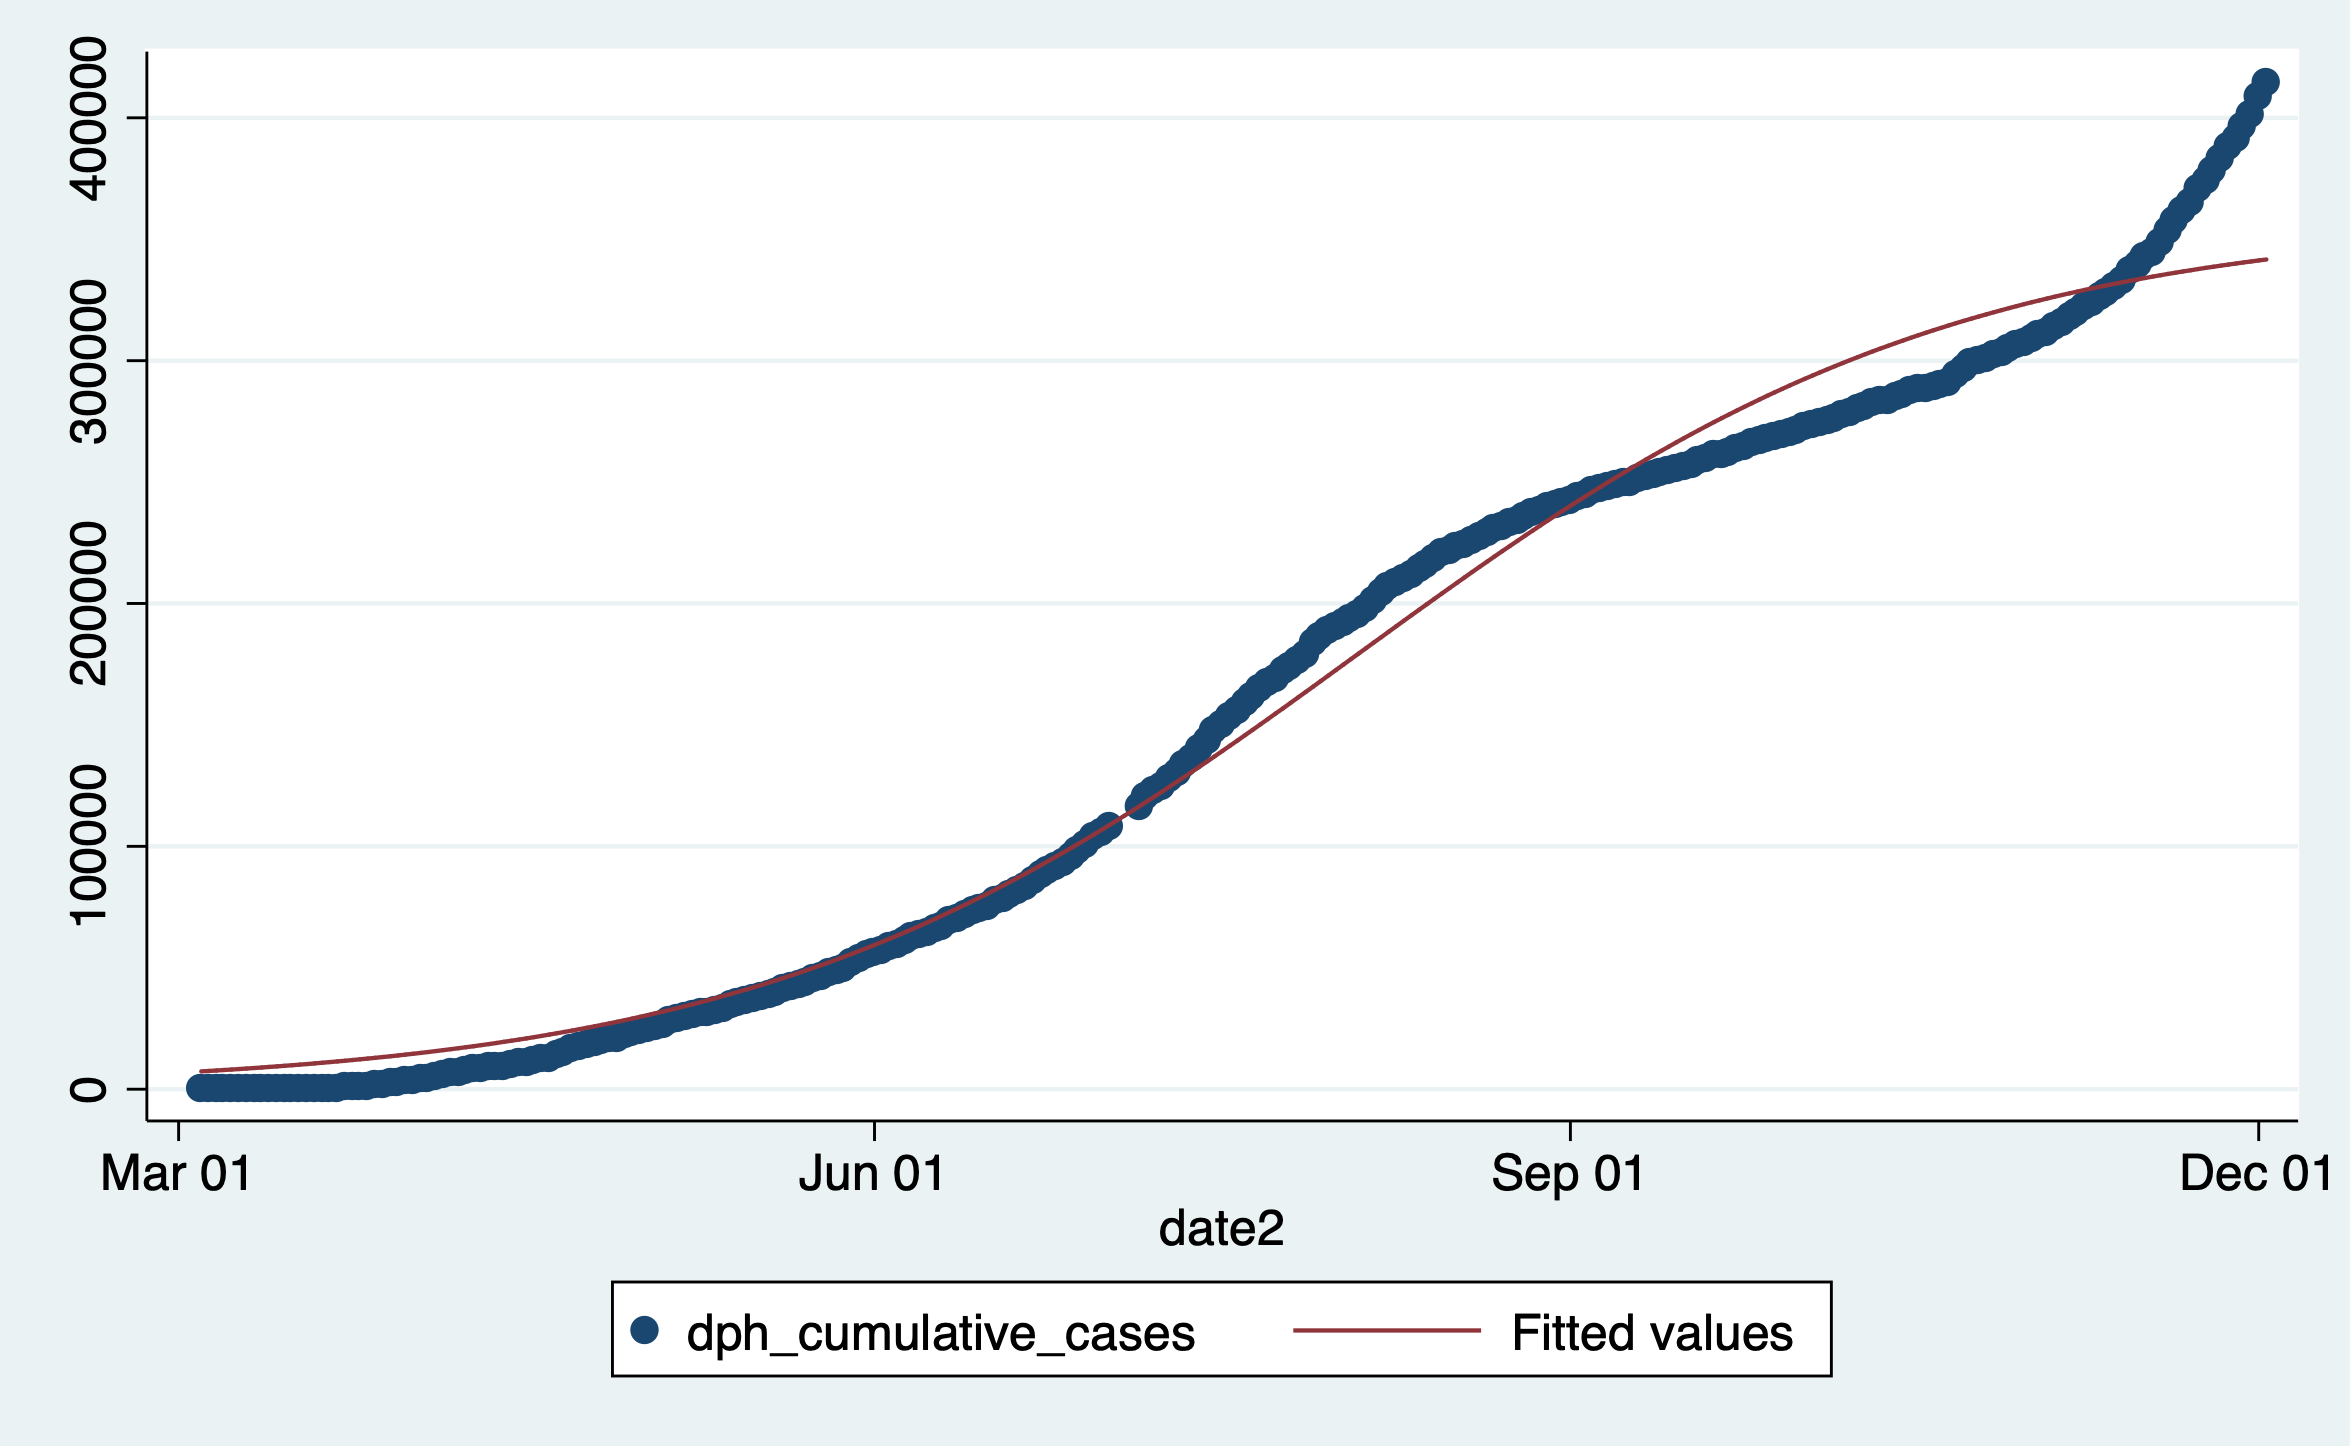 400000
300000
200000
100000
0
Mar 01
Jun 01
Sep 01
Dec 01
date2
dph_cumulative_cases
Fitted values